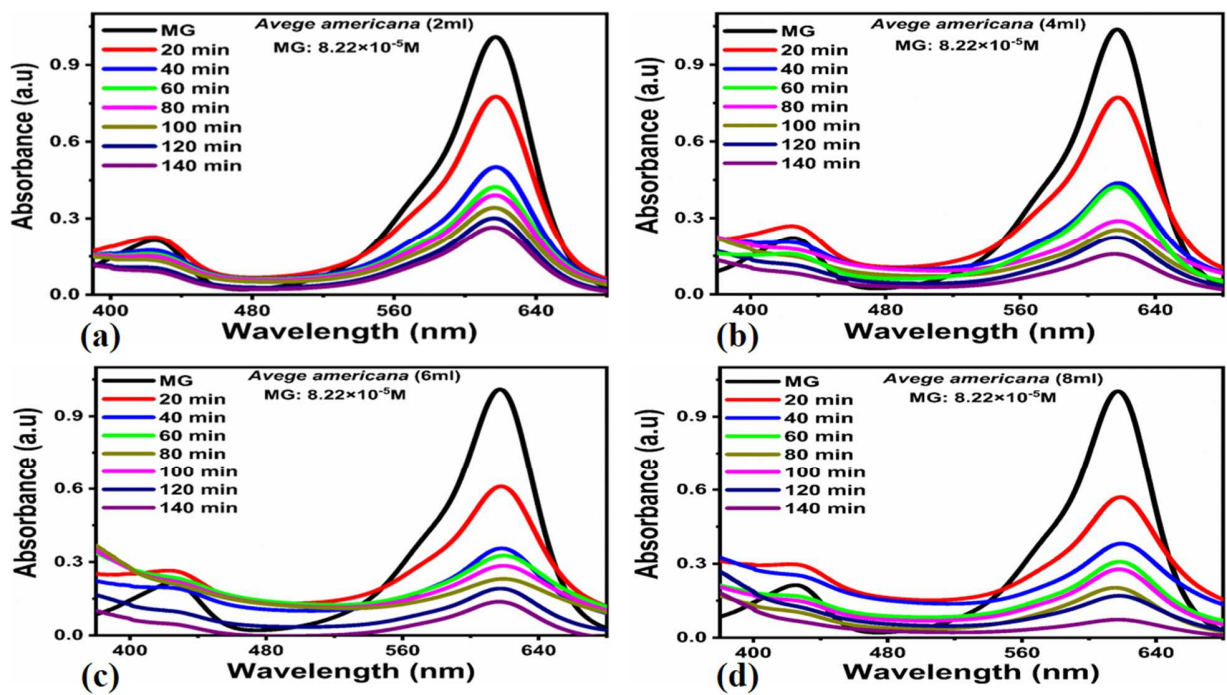 Avege americana (2ml)
MG: 8.22×10-5M
MG
20 min
40 min
60 min
80 min
100 min
120 min
140 min
Absorbance (a.u)
0.9
0.6
0.3
0.0
400 480 560 640
Wavelength (nm)
(a)
Avege americana (4ml)
MG: 8.22×10-5M
MG
20 min
40 min
60 min
80 min
100 min
120 min
140 min
Absorbance (a.u)
0.9
0.6
0.3
0.0
400 480 560 640
Wavelength (nm)
(b)
Avege americana (6ml)
MG: 8.22×10-5M
MG
20 min
40 min
60 min
80 min
100 min
120 min
140 min
Absorbance (a.u)
0.9
0.6
0.3
0.0
400 480 560 640
Wavelength (nm)
(c)
Avege americana (8ml)
MG: 8.22×10-5M
MG
20 min
40 min
60 min
80 min
100 min
120 min
140 min
Absorbance (a.u)
0.9
0.6
0.3
0.0
400 480 560 640
Wavelength (nm)
(d)